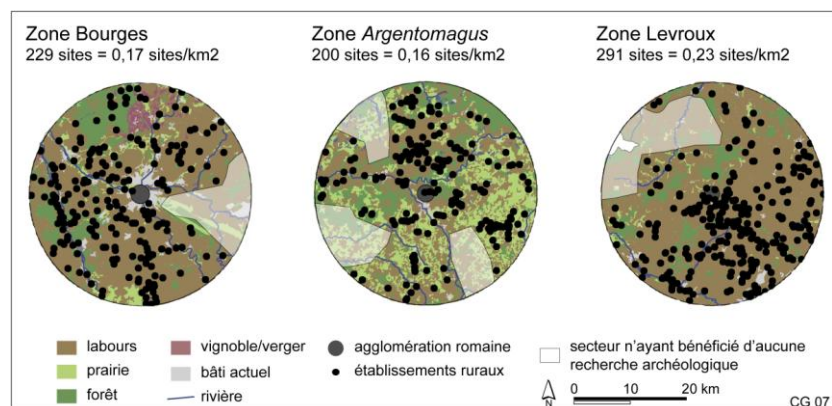 Zone Bourges
229 sites = 0,17 sites/km2
Zone Argentomagus
200 sites = 0,16 sites/km2
Zone Levroux
291 sites = 0,23 sites/km2
labours
prairie
forêt
vignoble/verger
bâti actuel
rivière
agglomération romaine
établissements ruraux
secteur n'ayant bénéficié d'aucune
recherche archéologique
N
0 10 20 km
CG 07